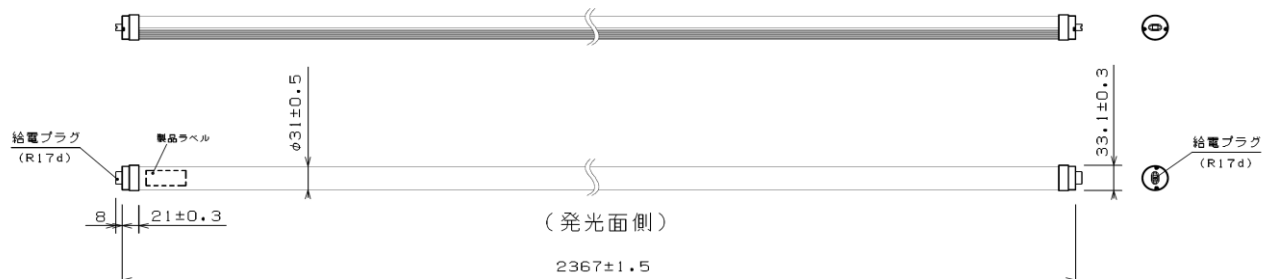 φ31±0.5
33.1±0.3
給電プラグ
(R17d)
製品ラベル
給電プラグ
(R17d)
8
21±0.3
(発光面側)
2367±1.5